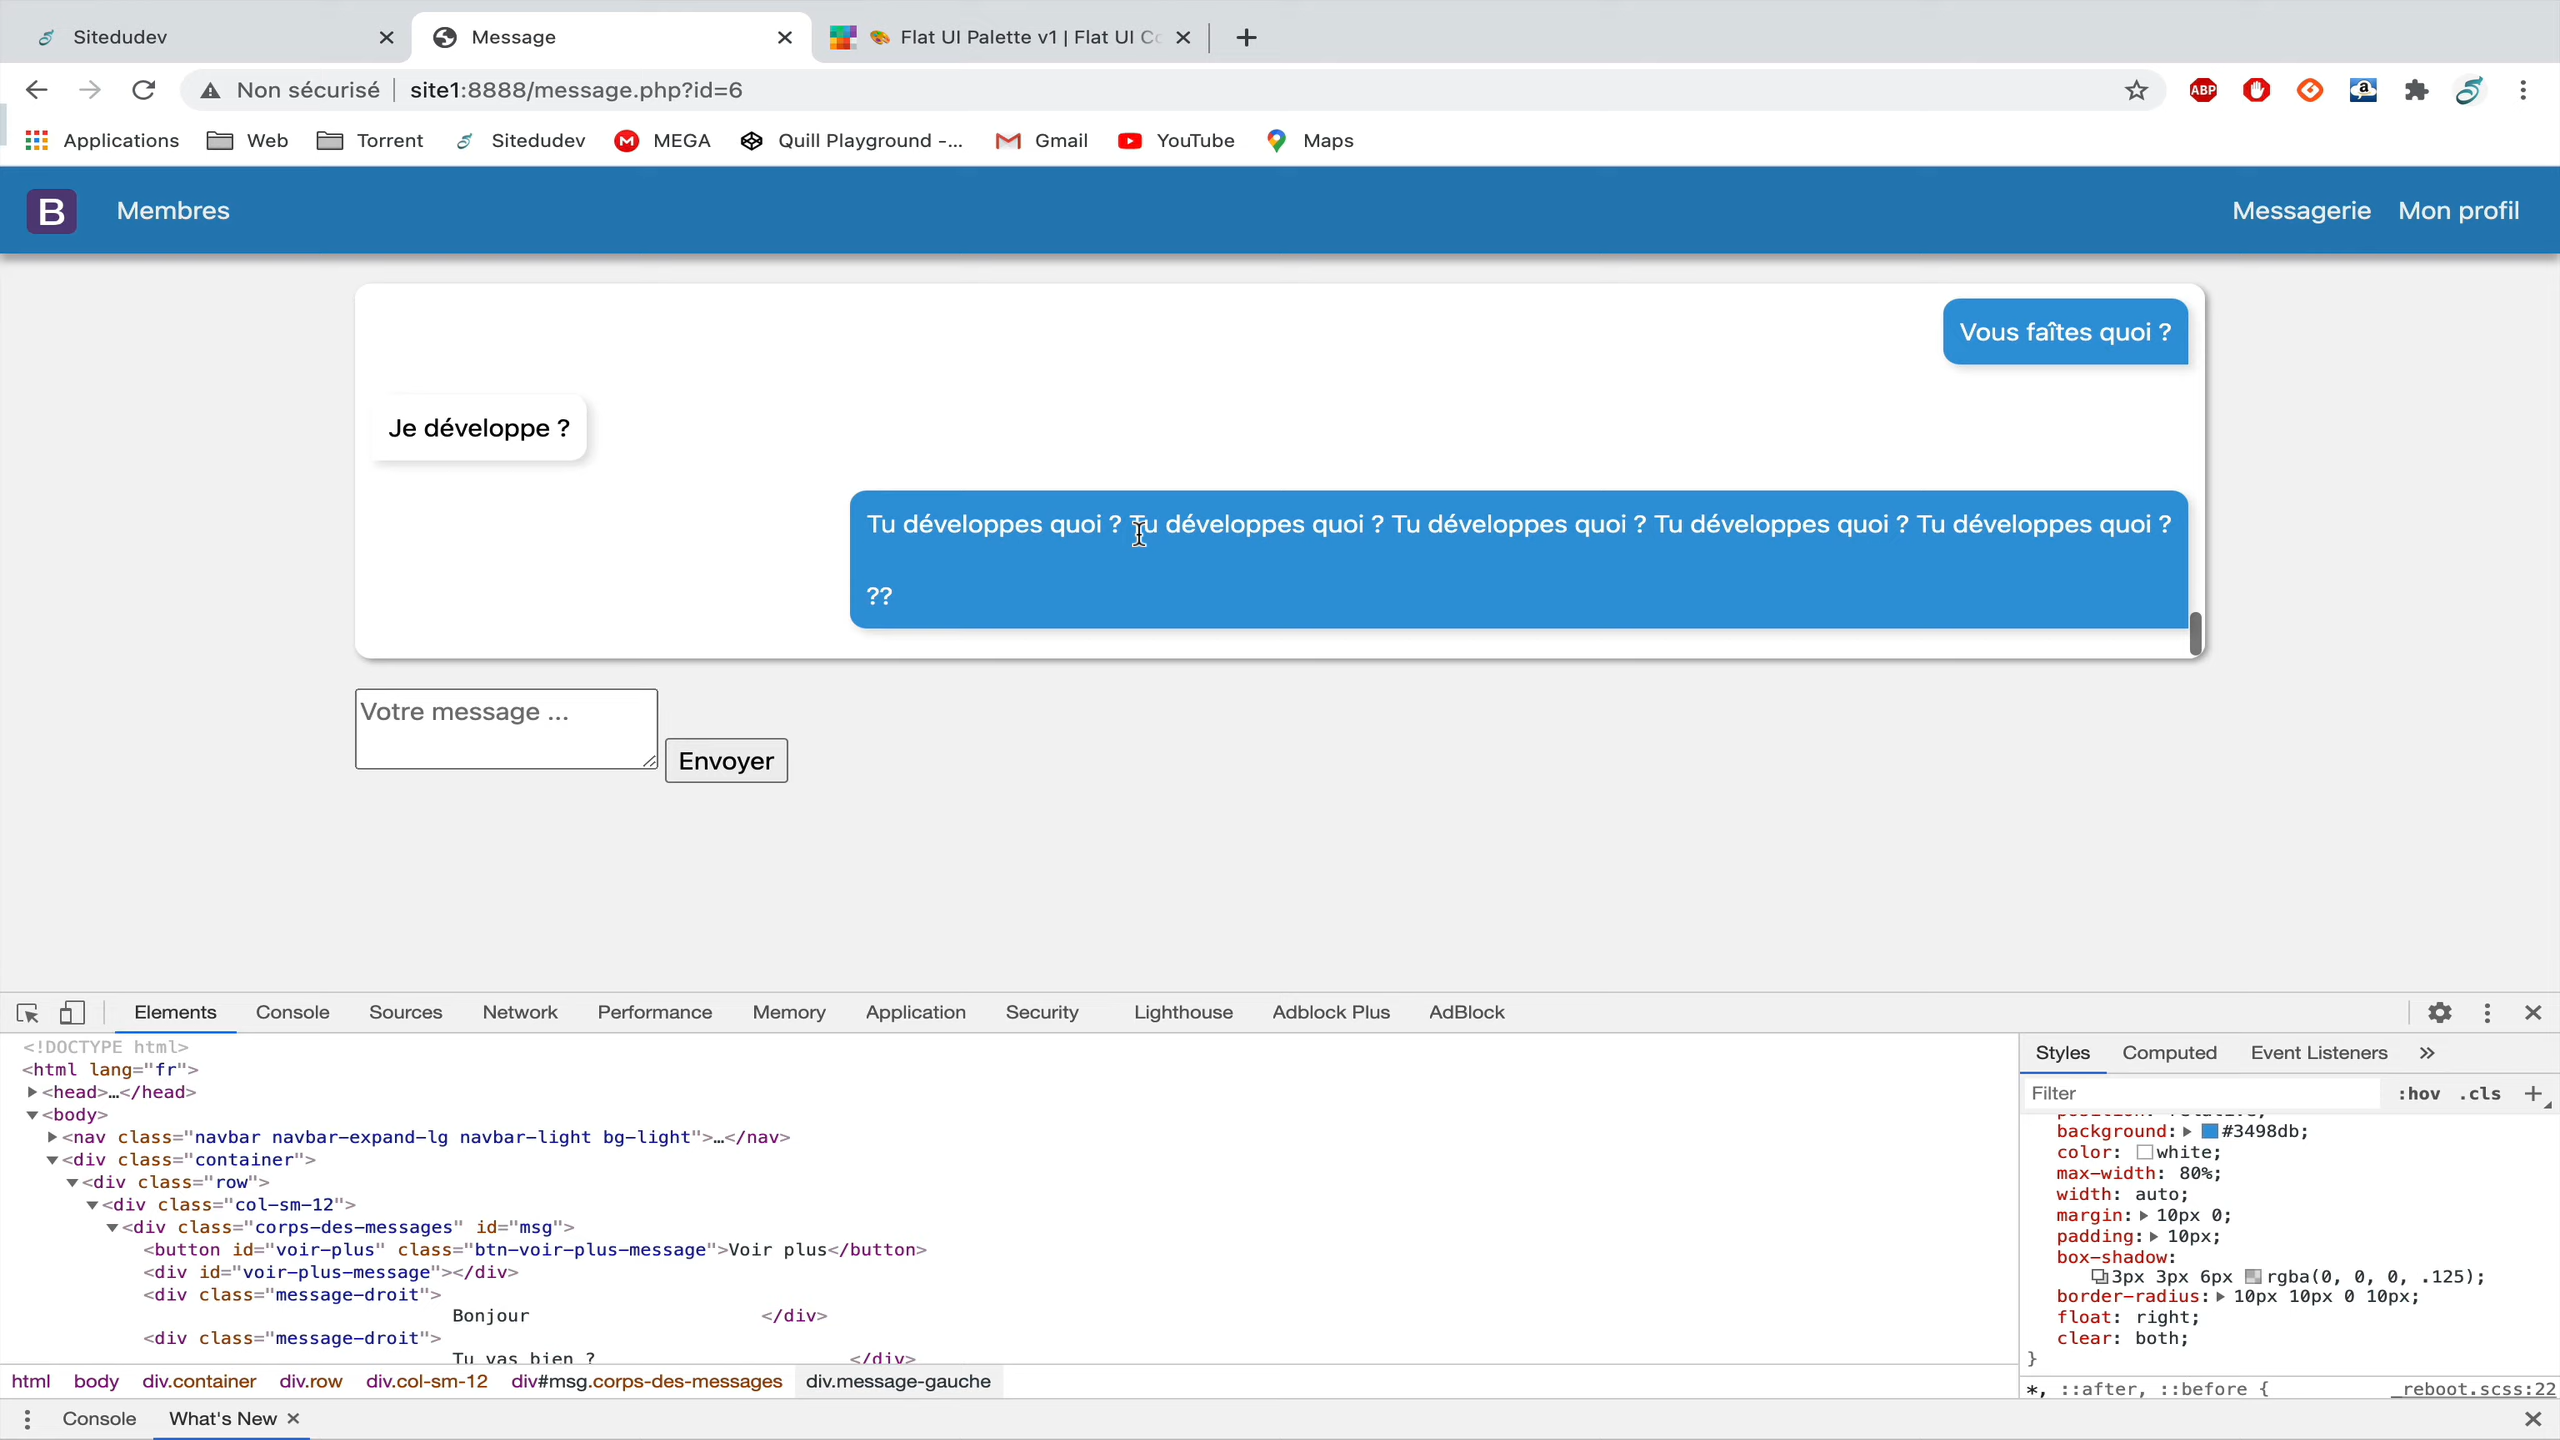 Sitedudev
Message
Flat UI Palette v1 | Flat UI Co
Non sécurisé
site1:8888/message.php?id=6
ABP
Applications
Web
Torrent
Sitedudev
MEGA
Quill Playground -...
Gmail
YouTube
Maps
B
Membres
Messagerie
Mon profil
Vous faîtes quoi ?
Je développe ?
Tu développes quoi ? Tu développes quoi ? Tu développes quoi ? Tu développes quoi ? Tu développes quoi ?
??
Votre message ...
Envoyer
Elements
Console
Sources
Network
Performance
Memory
Application
Security
Lighthouse
Adblock Plus
AdBlock
<!DOCTYPE html>
<html lang="fr">
<head>…</head>
<body>
<nav class="navbar navbar-expand-lg navbar-light bg-light">…</nav>
<div class="container">
<div class="row">
<div class="col-sm-12">
<div class="corps-des-messages" id="msg">
<button id="voir-plus" class="btn-voir-plus-message">Voir plus</button>
<div id="voir-plus-message"></div>
<div class="message-droit">
Bonjour </div>
<div class="message-droit">
Tu vas bien ? </div>
html
body
div.container
div.row
div.col-sm-12
div#msg.corps-des-messages
div.message-gauche
Styles
Computed
Event Listeners
Filter
:hov
.cls
position: relative;
background: #3498db;
color: white;
max-width: 80%;
width: auto;
margin: 10px 0;
padding: 10px;
box-shadow:
3px 3px 6px rgba(0, 0, 0, .125);
border-radius: 10px 10px 0 10px;
float: right;
clear: both;
}
*, ::after, ::before {
_reboot.scss:22
Console
What's New